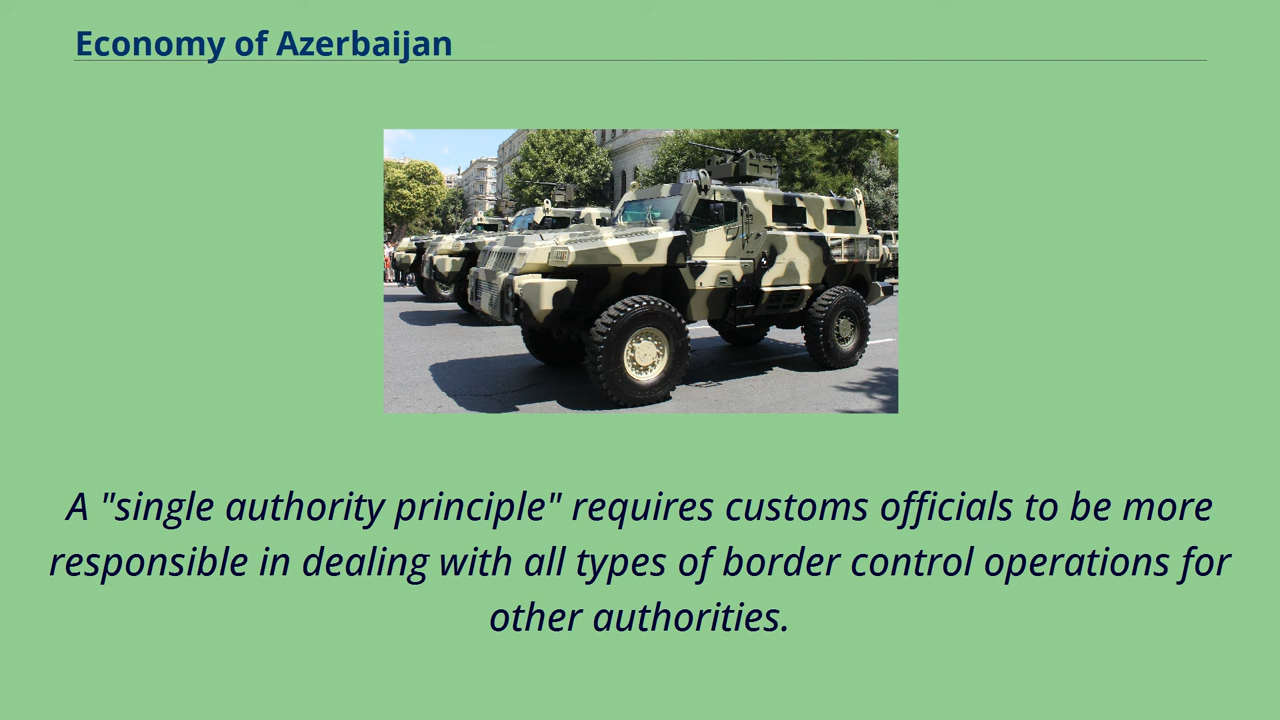 Economy of Azerbaijan
A "single authority principle" requires customs officials to be more
responsible in dealing with all types of border control operations for
other authorities.